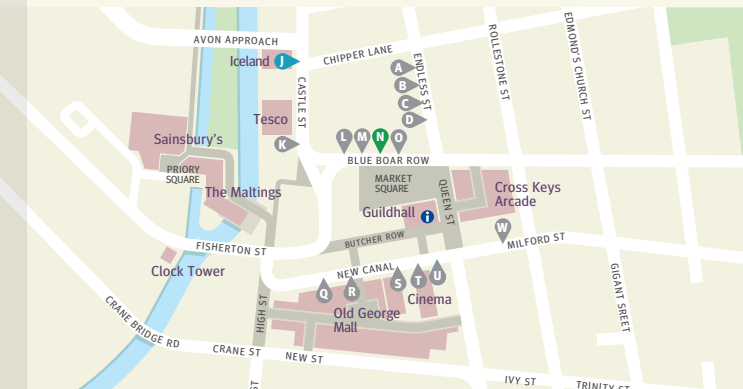 AVON APPROACH
Iceland
J
CHIPPER LANE
CASTLE ST
ENDLESS ST
ROLLESTONE ST
EDMOND'S CHURCH ST
A
B
C
D
Tesco
Sainsbury's
K
L
M
N
O
BLUE BOAR ROW
PRIORY
SQUARE
The Maltings
MARKET
SQUARE
Guildhall
i
QUEEN ST
Cross Keys
Arcade
W
MILFORD ST
BUTCHER ROW
FISHERTON ST
Clock Tower
NEW CANAL
Q
R
S
T
U
Cinema
Old George
Mall
HIGH ST
GIGANT SREET
CRANE BRIDGE RD
CRANE ST
NEW ST
IVY ST
TRINITY ST
ST